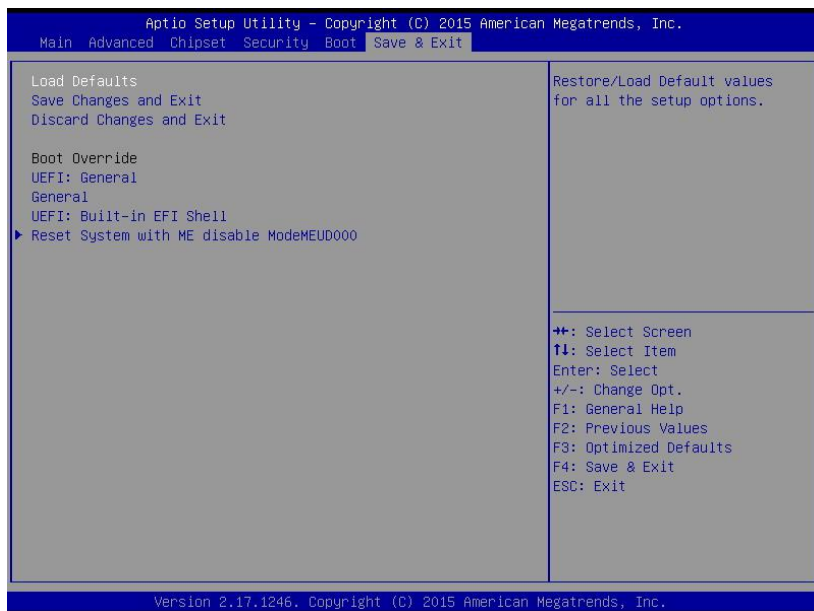 Aptio Setup Utility – Copyright (C) 2015 American Megatrends, Inc.
Main Advanced Chipset Security Boot Save & Exit
Load Defaults
Save Changes and Exit
Discard Changes and Exit
Boot Override
UEFI: General
General
UEFI: Built-in EFI Shell
Reset System with ME disable ModeMEUD000
Restore/Load Default values
for all the setup options.
→←: Select Screen
↑↓: Select Item
Enter: Select
+/-: Change Opt.
F1: General Help
F2: Previous Values
F3: Optimized Defaults
F4: Save & Exit
ESC: Exit
Version 2.17.1246. Copyright (C) 2015 American Megatrends, Inc.